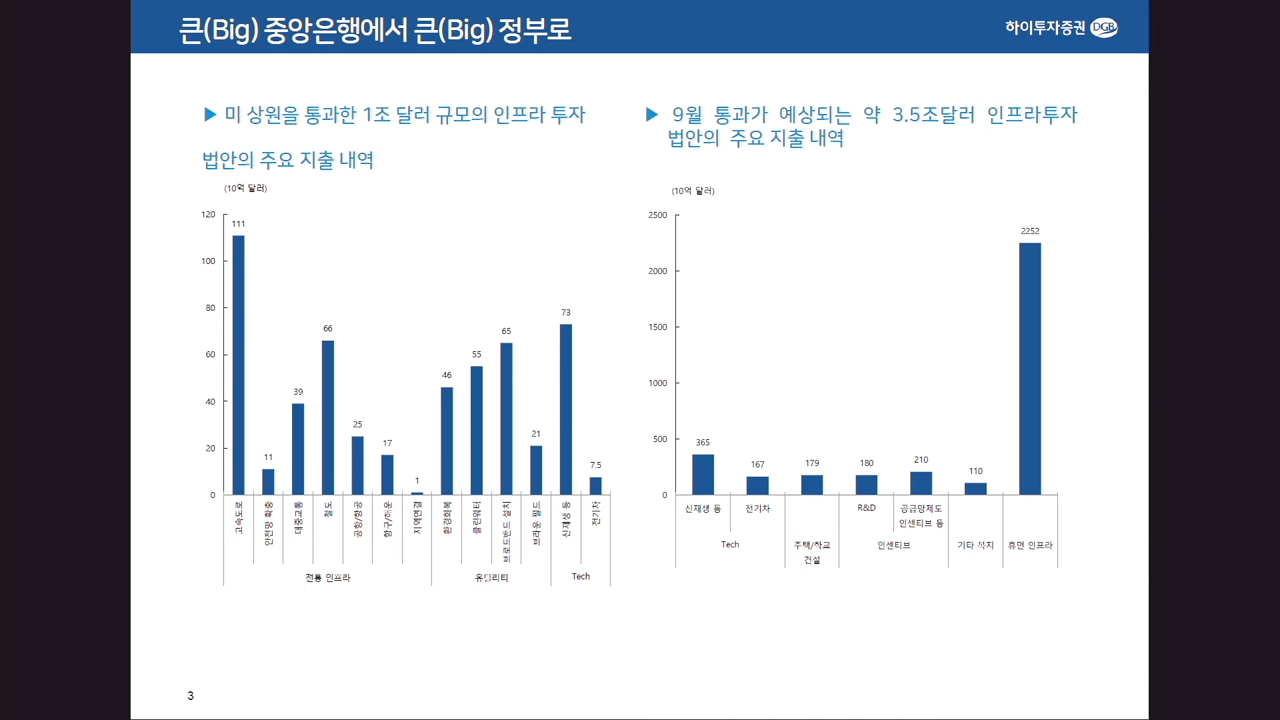 큰(Big) 중앙은행에서 큰(Big) 정부로
하이투자증권 DGB
▶ 미 상원을 통과한 1조 달러 규모의 인프라 투자
법안의 주요 지출 내역
(10억 달러)
120
100
80
60
40
20
0
111
11
39
66
25
17
1
46
55
65
21
73
7.5
고속도로
안전망 확충
대중교통
철도
공항/항공
항구/해운
지역연결
환경회복
클린워터
브로드밴드 설치
브라운 필드
신재생 등
전기차
전통 인프라
유틸리티
Tech
▶ 9월 통과가 예상되는 약 3.5조달러 인프라투자
법안의 주요 지출 내역
(10억 달러)
2500
2000
1500
1000
500
0
365
167
179
180
210
110
2252
신재생 등
전기차
R&D
공급망제도
인센티브 등
Tech
주택/학교
건설
인센티브
기타 복지
휴먼 인프라
3